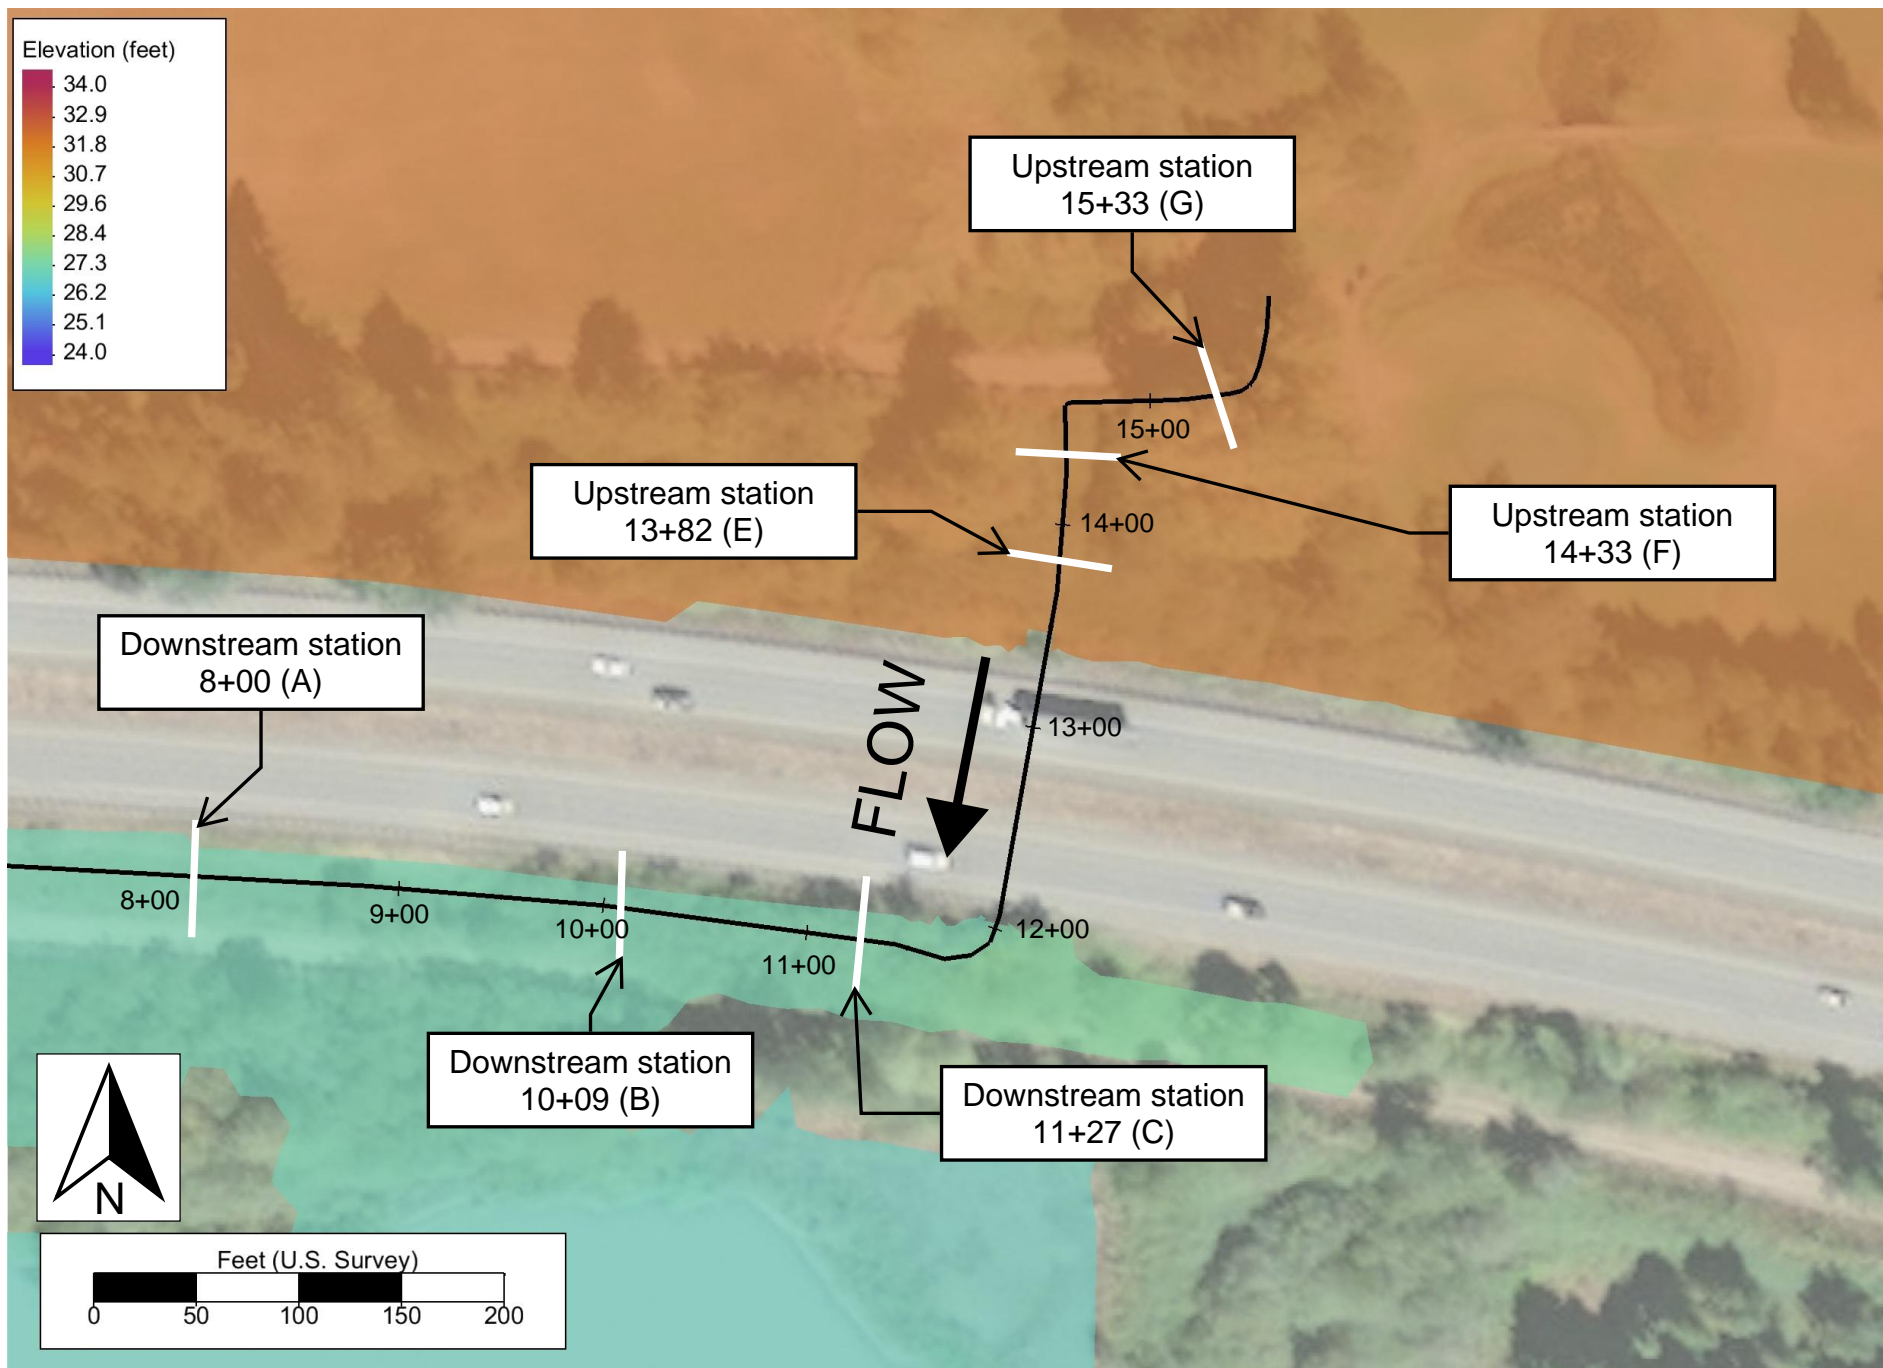 Elevation (feet)
34.0
32.9
31.8
30.7
29.6
28.4
27.3
26.2
25.1
24.0
Upstream station
15+33 (G)
15+00
Upstream station
13+82 (E)
14+00
Upstream station
14+33 (F)
Downstream station
8+00 (A)
FLOW
13+00
8+00
9+00
10+00
11+00
12+00
Downstream station
10+09 (B)
Downstream station
11+27 (C)
N
Feet (U.S. Survey)
0 50 100 150 200